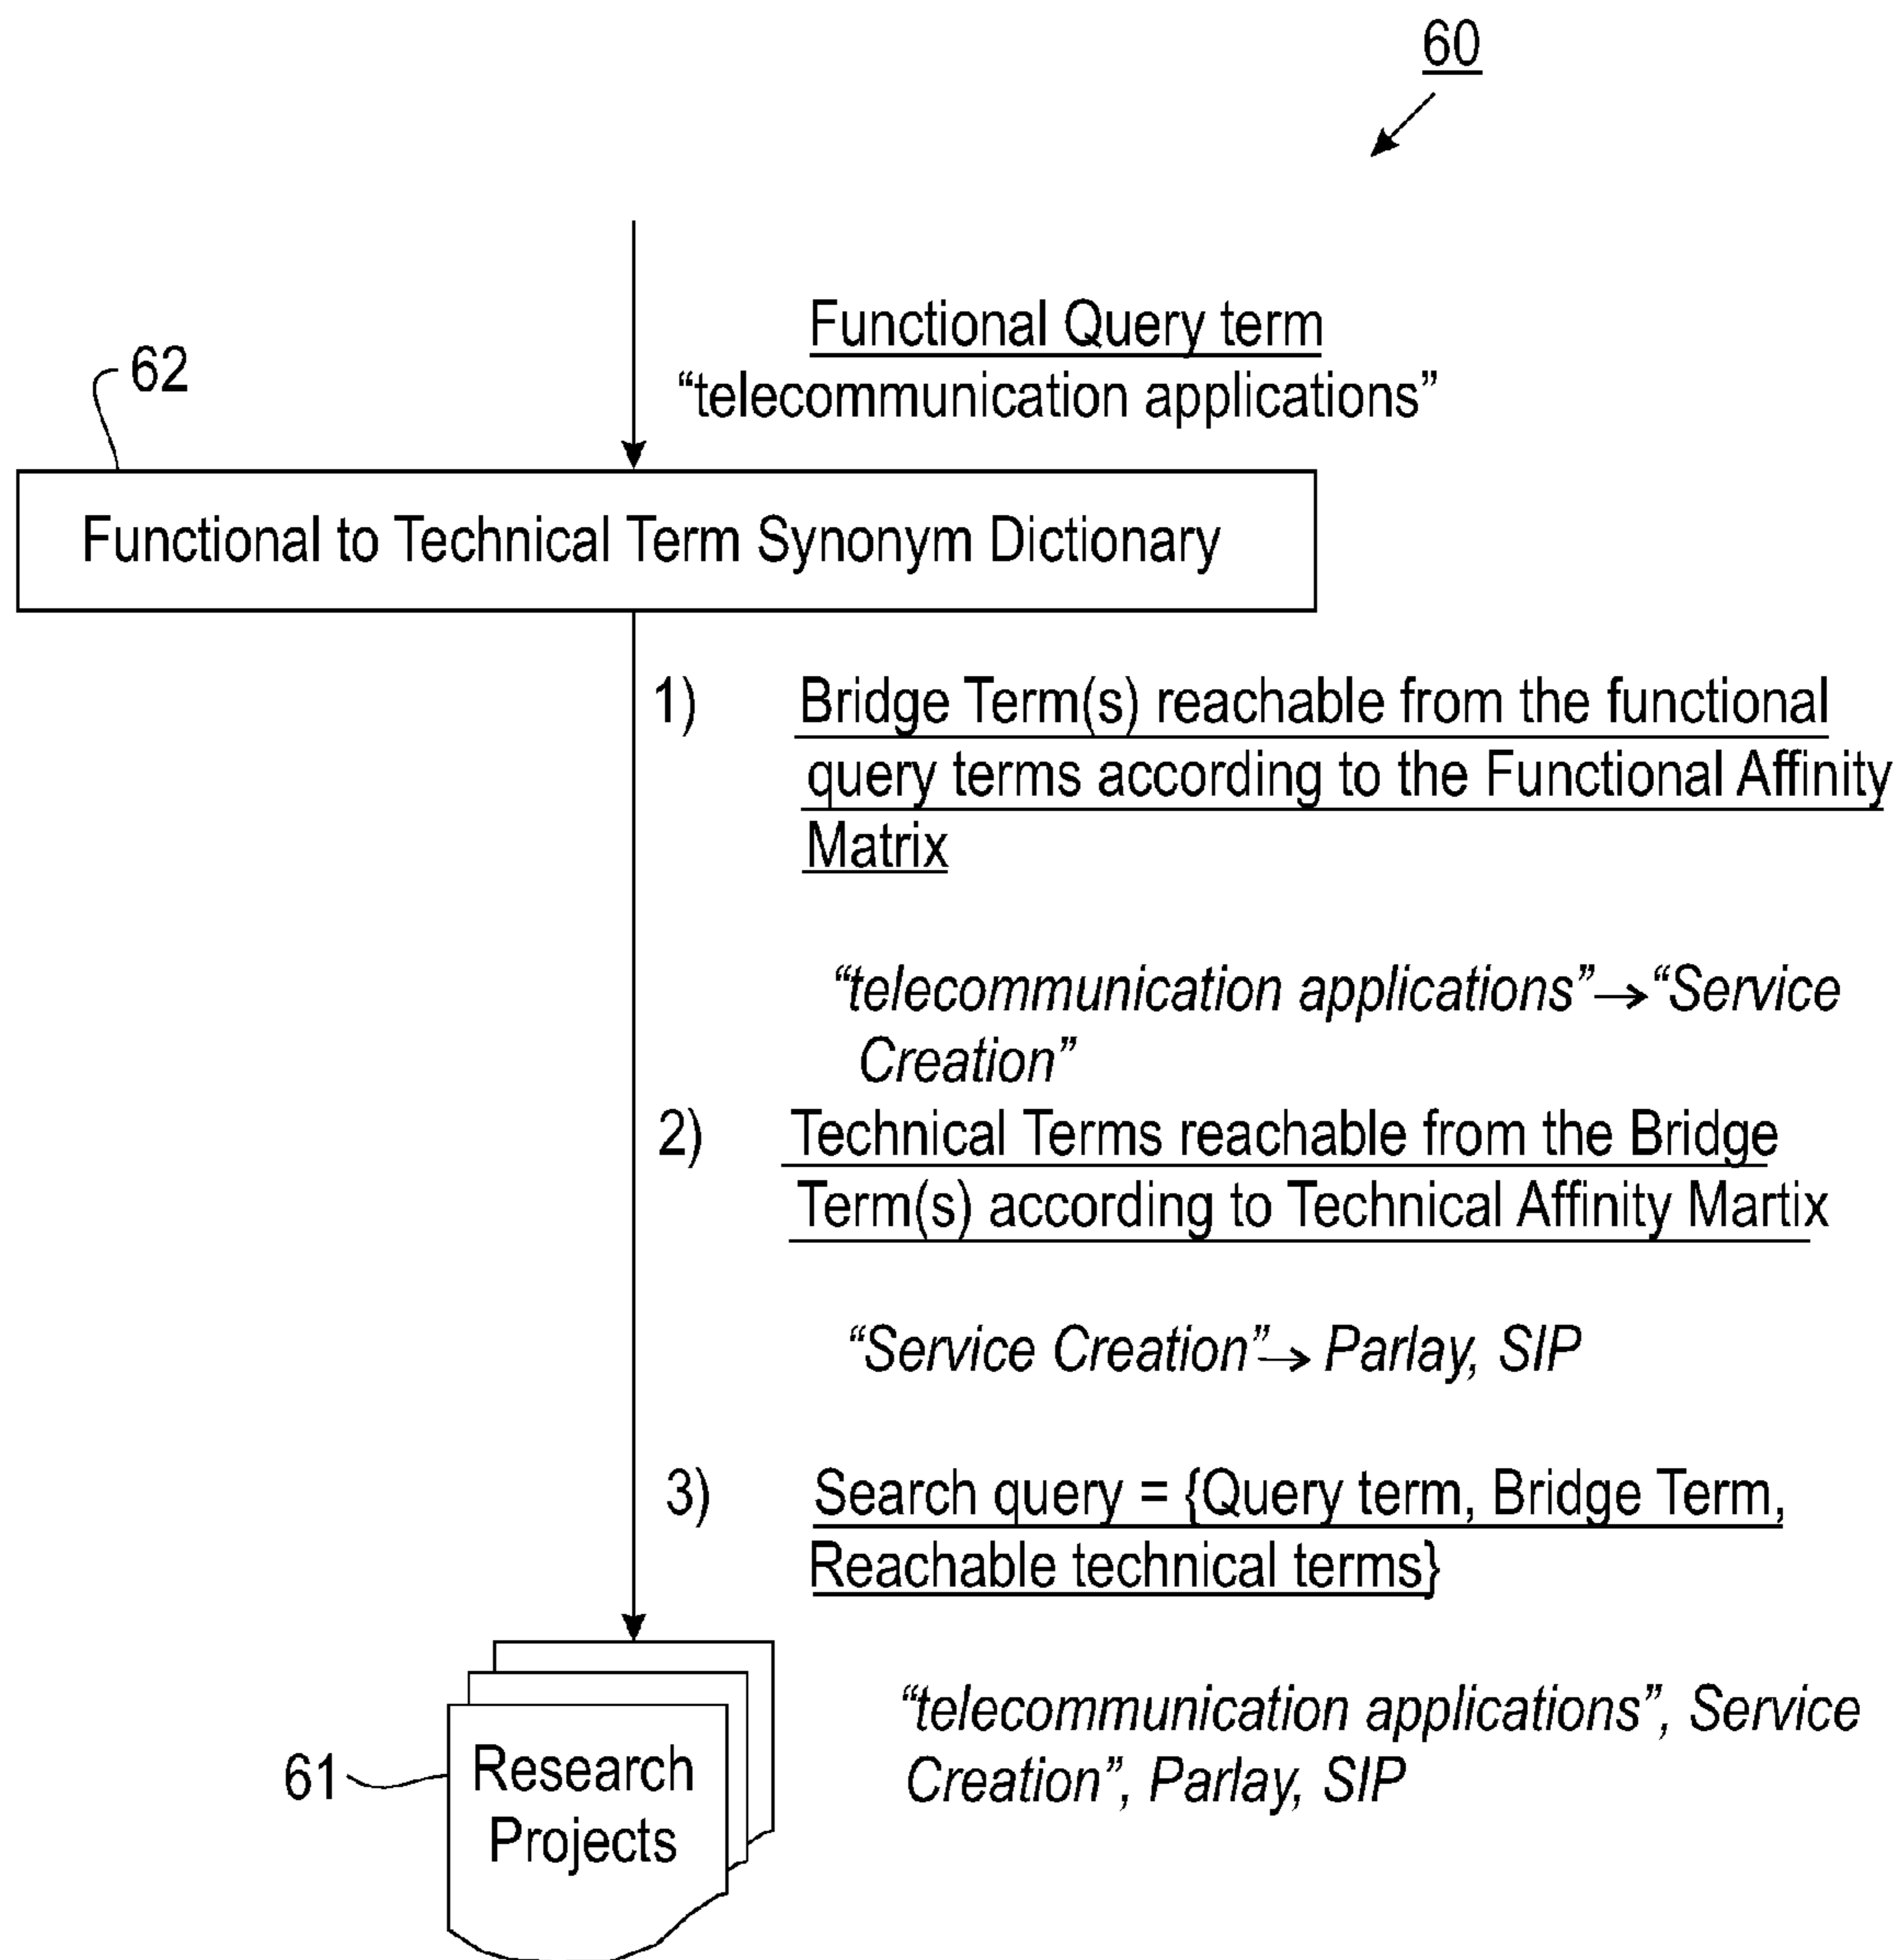 60
Functional Query term
“telecommunication applications”
62
Functional to Technical Term Synonym Dictionary
1) Bridge Term(s) reachable from the functional
query terms according to the Functional Affinity
Matrix
“telecommunication applications”→“Service
Creation”
2) Technical Terms reachable from the Bridge
Term(s) according to Technical Affinity Martix
“Service Creation”→ Parlay, SIP
3) Search query = {Query term, Bridge Term,
Reachable technical terms}
“telecommunication applications”, Service
Creation”, Parlay, SIP
61
Research
Projects